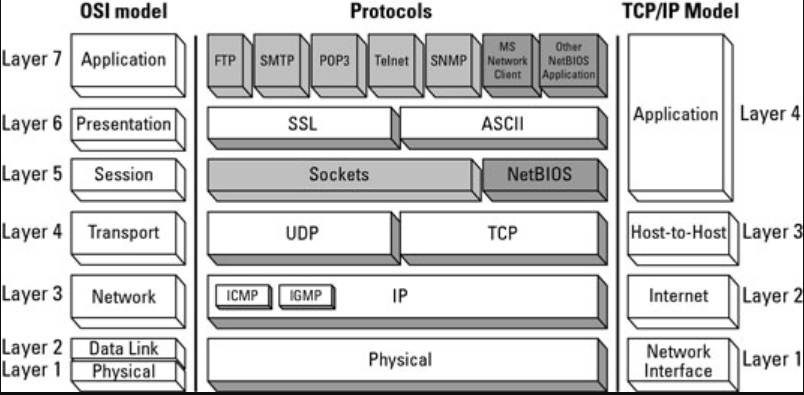 OSI model Protocols TCP/IP Model
Layer 7 Application FTP SMTP POP3 Telnet SNMP
MS
Network
Client
Other
NetBIOS
Application
Layer 6 Presentation SSL ASCII Application Layer 4
Layer 5 Session Sockets NetBIOS
Layer 4 Transport UDP TCP Host-to-Host Layer 3
Layer 3 Network ICMP IGMP IP Internet Layer 2
Layer 2 Data Link
Layer 1 Physical
Physical
Network
Interface
Layer 1